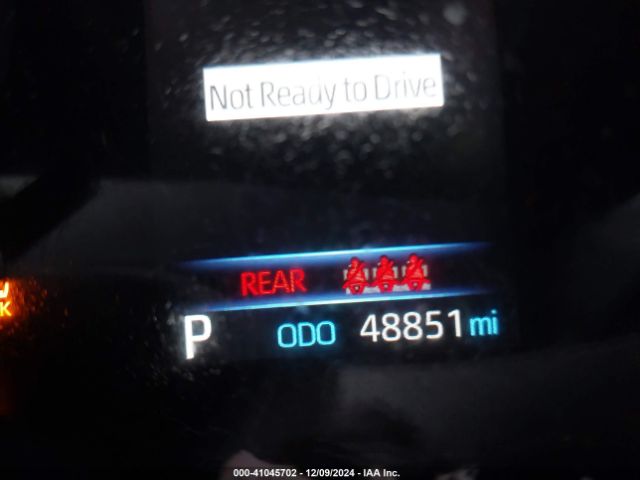 Not Ready to Drive
REAR
K
P ODO 48851 mi
000-41045702 - 12/09/2024 - IAA Inc.